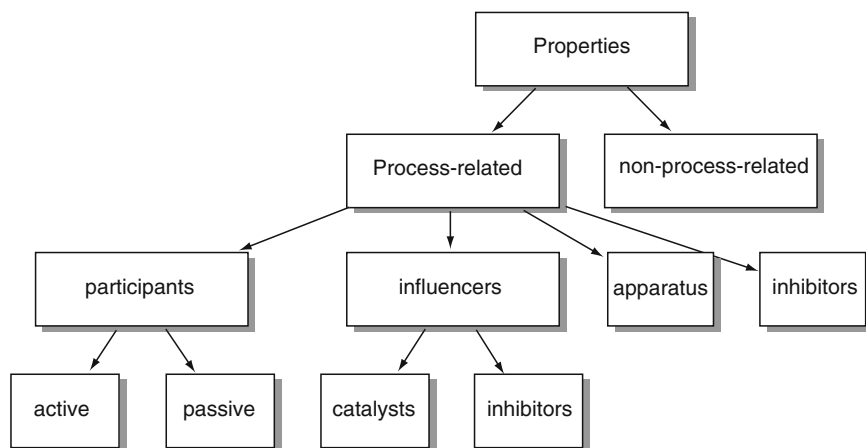 Properties
Process-related
non-process-related
participants
influencers
apparatus
inhibitors
active
passive
catalysts
inhibitors